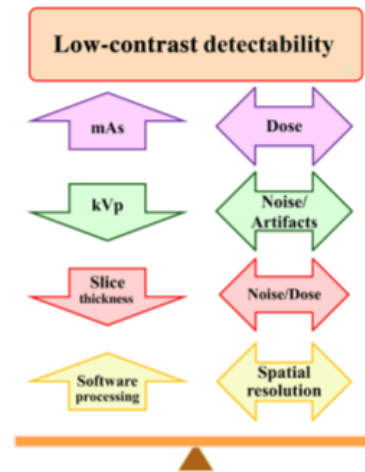 Low-contrast detectability
mAs
Dose
kVp
Noise/
Artifacts
Slice
thickness
Noise/Dose
Software
processing
Spatial
resolution